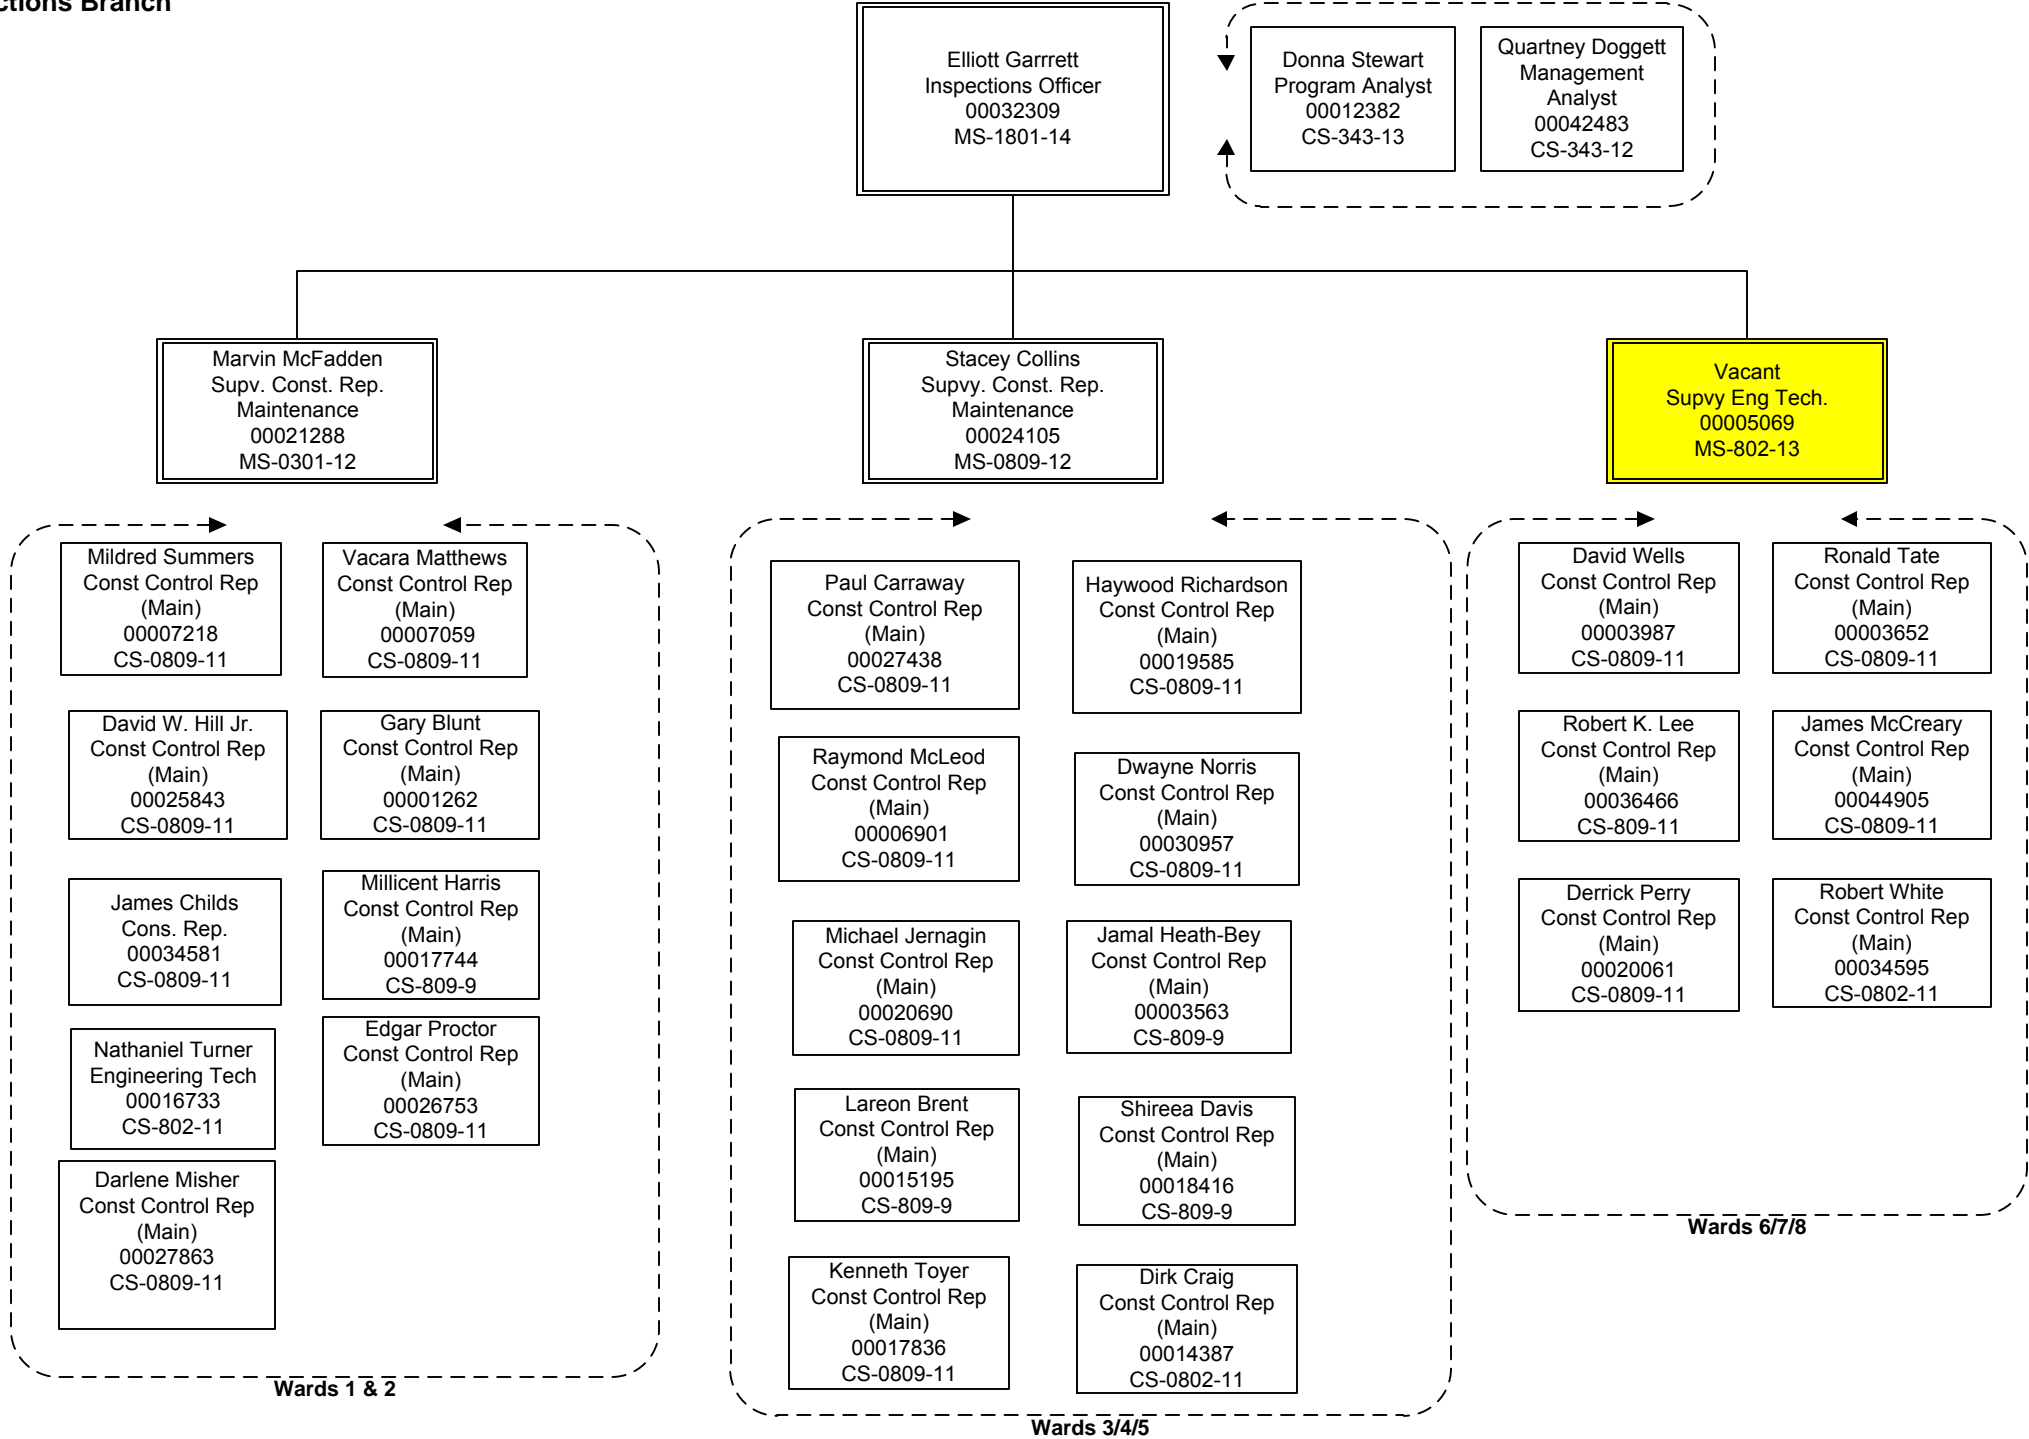 ctions Branch
Elliott Garrrett
Inspections Officer
00032309
MS-1801-14
Donna Stewart
Program Analyst
00012382
CS-343-13
Quartney Doggett
Management
Analyst
00042483
CS-343-12
Marvin McFadden
Supv. Const. Rep.
Maintenance
00021288
MS-0301-12
Stacey Collins
Supvy. Const. Rep.
Maintenance
00024105
MS-0809-12
Vacant
Supvy Eng Tech.
00005069
MS-802-13
Mildred Summers
Const Control Rep
(Main)
00007218
CS-0809-11
Vacara Matthews
Const Control Rep
(Main)
00007059
CS-0809-11
David W. Hill Jr.
Const Control Rep
(Main)
00025843
CS-0809-11
Gary Blunt
Const Control Rep
(Main)
00001262
CS-0809-11
James Childs
Cons. Rep.
00034581
CS-0809-11
Millicent Harris
Const Control Rep
(Main)
00017744
CS-809-9
Nathaniel Turner
Engineering Tech
00016733
CS-802-11
Edgar Proctor
Const Control Rep
(Main)
00026753
CS-0809-11
Darlene Misher
Const Control Rep
(Main)
00027863
CS-0809-11
Wards 1 & 2
Paul Carraway
Const Control Rep
(Main)
00027438
CS-0809-11
Haywood Richardson
Const Control Rep
(Main)
00019585
CS-0809-11
Raymond McLeod
Const Control Rep
(Main)
00006901
CS-0809-11
Dwayne Norris
Const Control Rep
(Main)
00030957
CS-0809-11
Michael Jernagin
Const Control Rep
(Main)
00020690
CS-0809-11
Jamal Heath-Bey
Const Control Rep
(Main)
00003563
CS-809-9
Lareon Brent
Const Control Rep
(Main)
00015195
CS-809-9
Shireea Davis
Const Control Rep
(Main)
00018416
CS-809-9
Kenneth Toyer
Const Control Rep
(Main)
00017836
CS-0809-11
Dirk Craig
Const Control Rep
(Main)
00014387
CS-0802-11
Wards 3/4/5
David Wells
Const Control Rep
(Main)
00003987
CS-0809-11
Ronald Tate
Const Control Rep
(Main)
00003652
CS-0809-11
Robert K. Lee
Const Control Rep
(Main)
00036466
CS-809-11
James McCreary
Const Control Rep
(Main)
00044905
CS-0809-11
Derrick Perry
Const Control Rep
(Main)
00020061
CS-0809-11
Robert White
Const Control Rep
(Main)
00034595
CS-0802-11
Wards 6/7/8